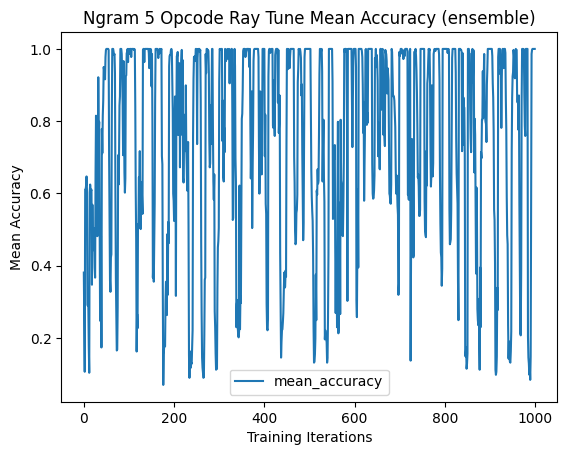 Ngram 5 Opcode Ray Tune Mean Accuracy (ensemble)
1.0
0.8
0.6
0.4
0.2
Mean Accuracy
mean_accuracy
0 200 400 600 800 1000
Training Iterations